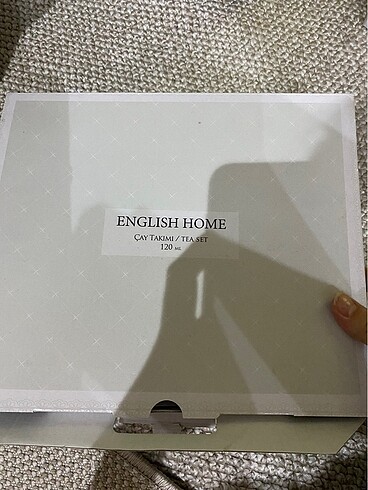 ENGLISH HOME
ÇAY TAKIMI / TEA SET
120 ML